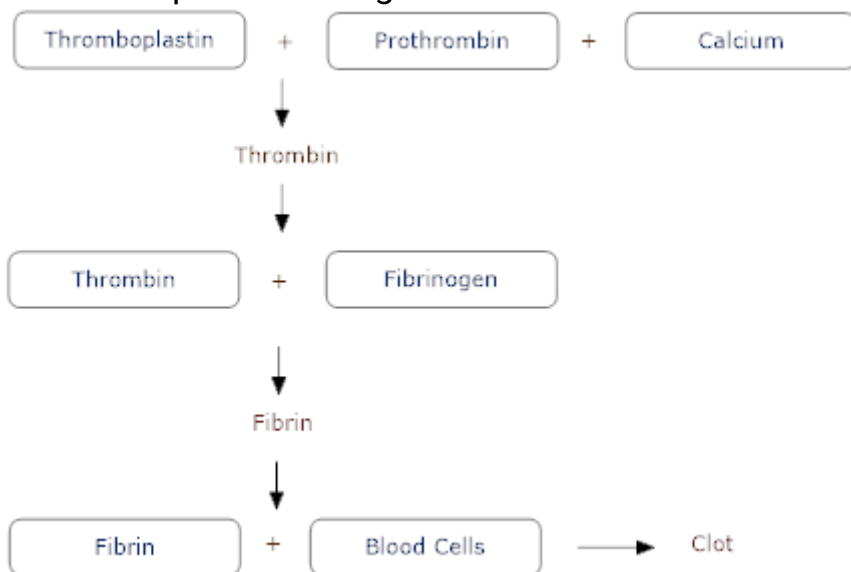 Thromboplastin + Prothrombin + Calcium
Thrombin
Thrombin + Fibrinogen
Fibrin
Fibrin + Blood Cells Clot